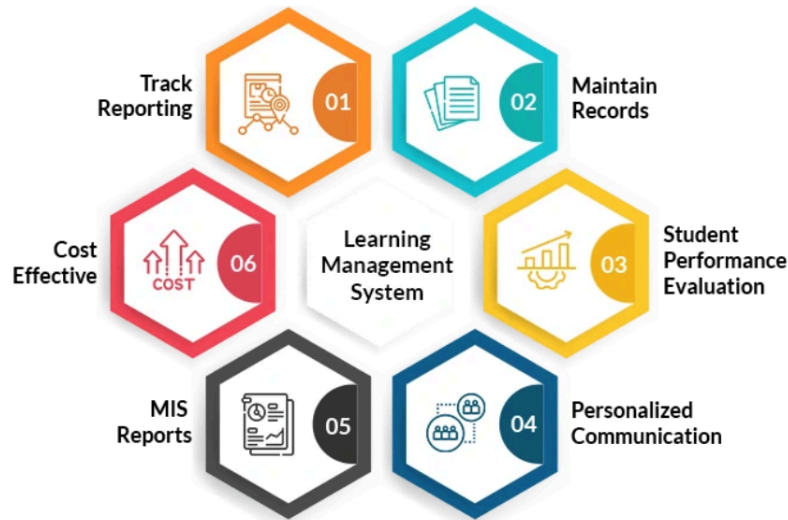 Track
Reporting
01
02
Maintain
Records
Cost
Effective
COST
06
Learning
Management
System
03
Student
Performance
Evaluation
MIS
Reports
05
04
Personalized
Communication